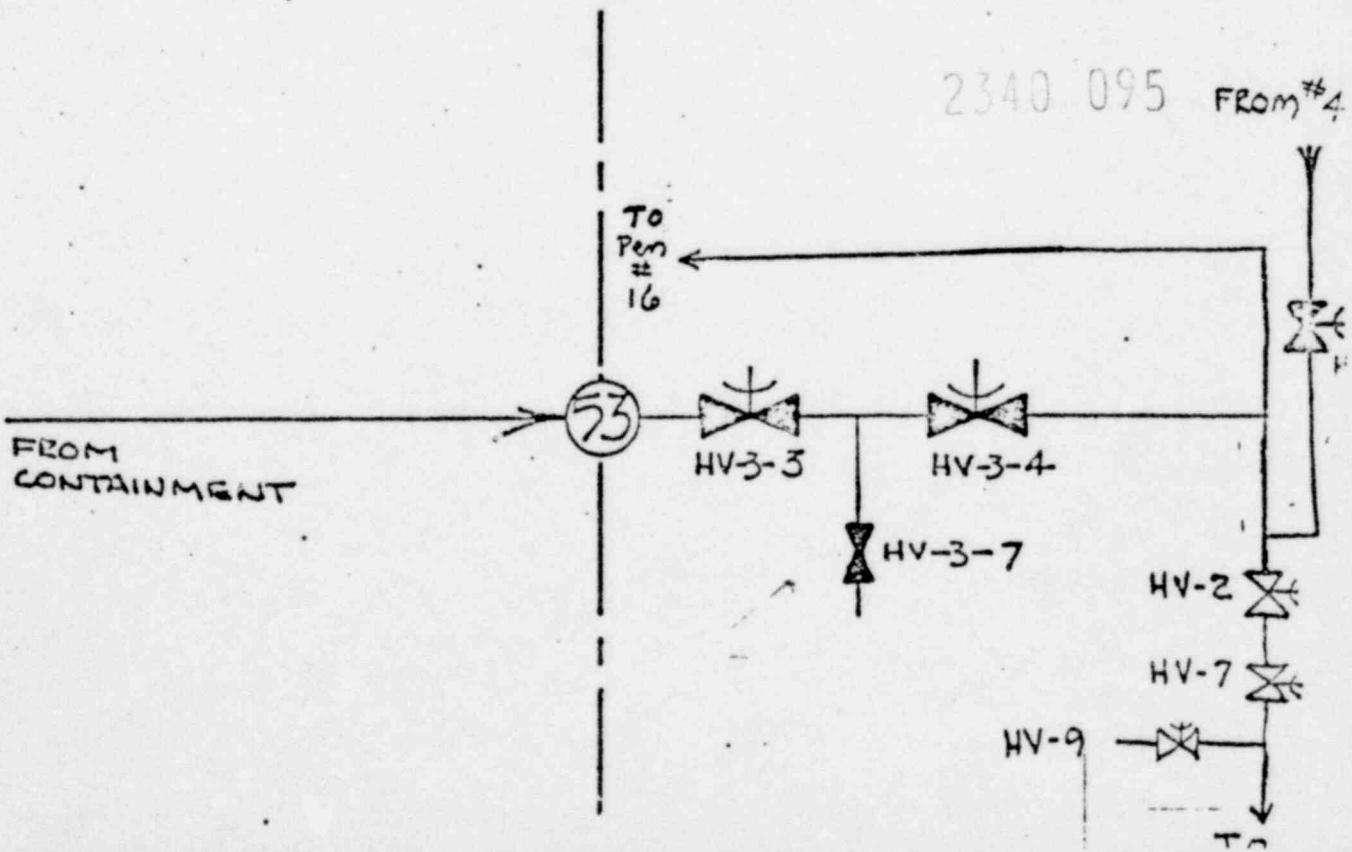 2340 095
FROM #4
TO
Pen
#
16
53
FROM
CONTAINMENT
HV-3-3
HV-3-4
HV-3-7
HV-2
HV-7
HV-9